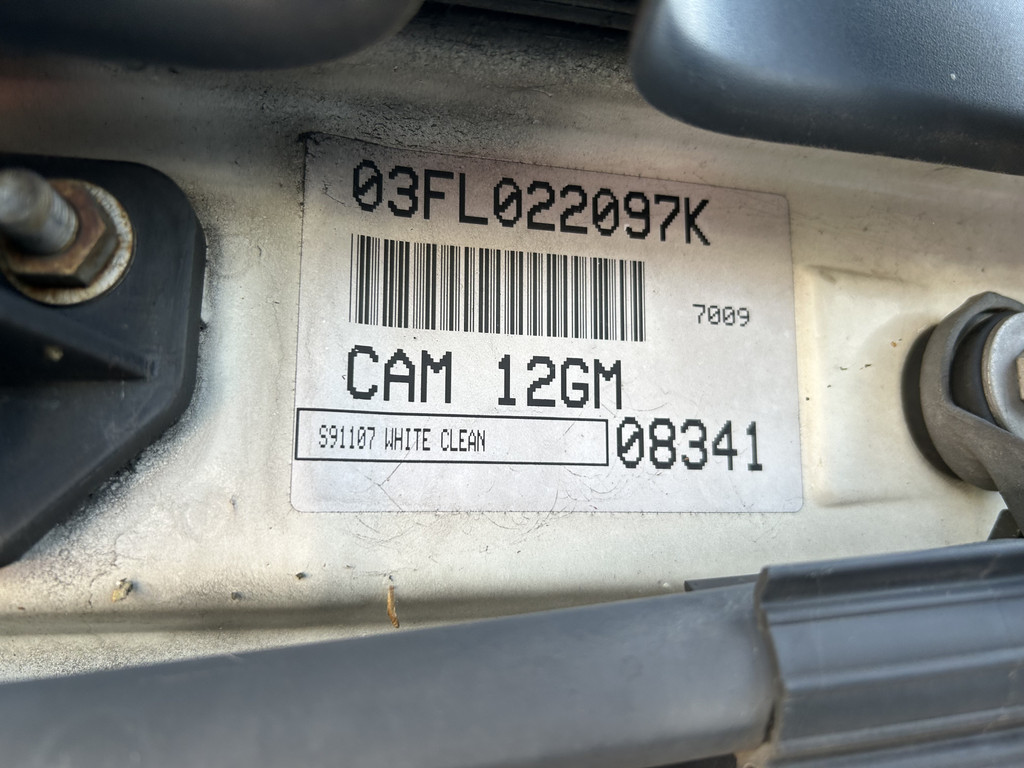 03FL022097K
7009
CAM 12GM
S91107 WHITE CLEAN
08341